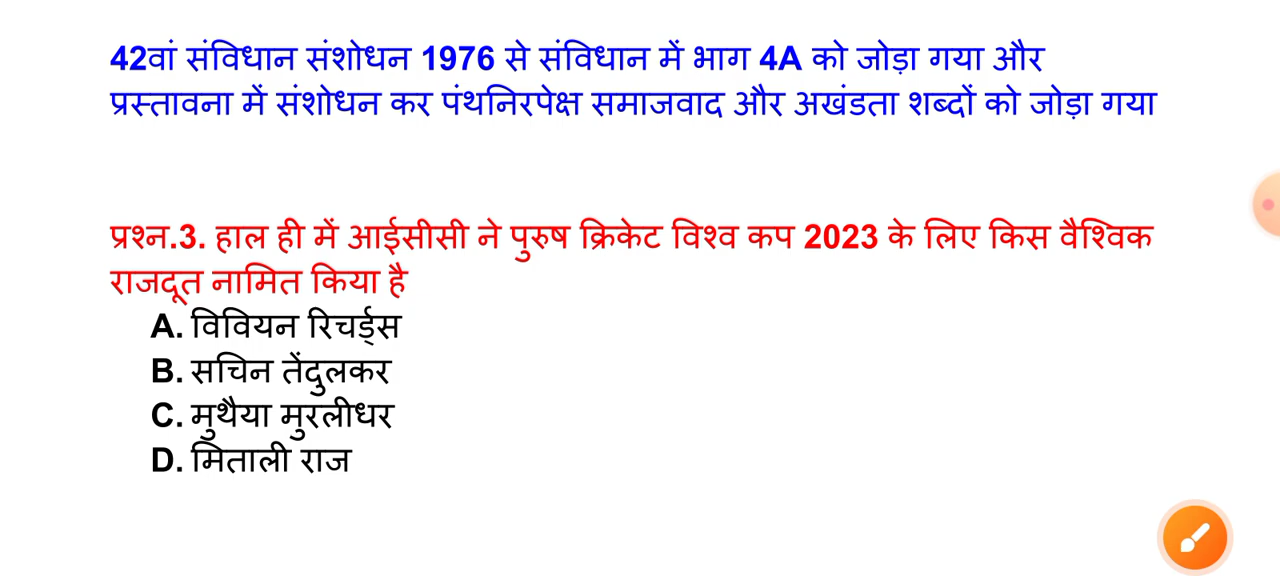 42वां संविधान संशोधन 1976 से संविधान में भाग 4A को जोड़ा गया और
प्रस्तावना में संशोधन कर पंथनिरपेक्ष समाजवाद और अखंडता शब्दों को जोड़ा गया
प्रश्न.3. हाल ही में आईसीसी ने पुरुष क्रिकेट विश्व कप 2023 के लिए किस वैश्विक
राजदूत नामित किया है
A. विवियन रिचर्ड्स
B. सचिन तेंदुलकर
C. मुथैया मुरलीधर
D. मिताली राज